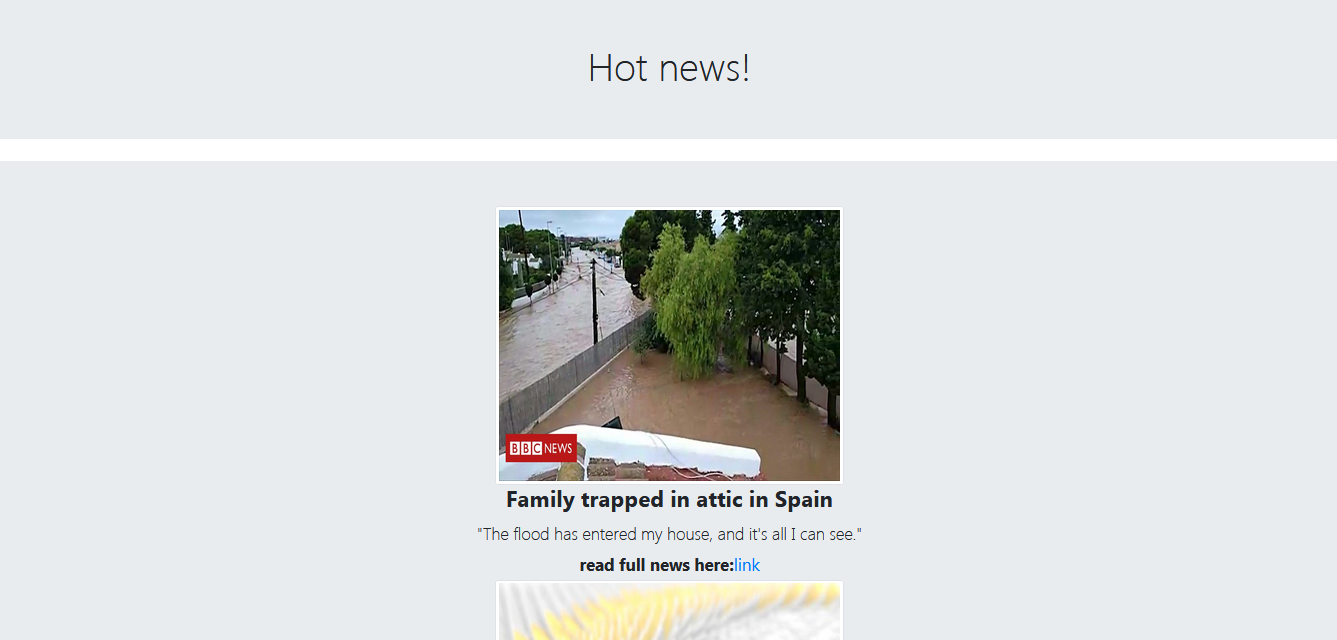 Hot news!
BBC NEWS
Family trapped in attic in Spain
"The flood has entered my house, and it's all I can see."
read full news here:link